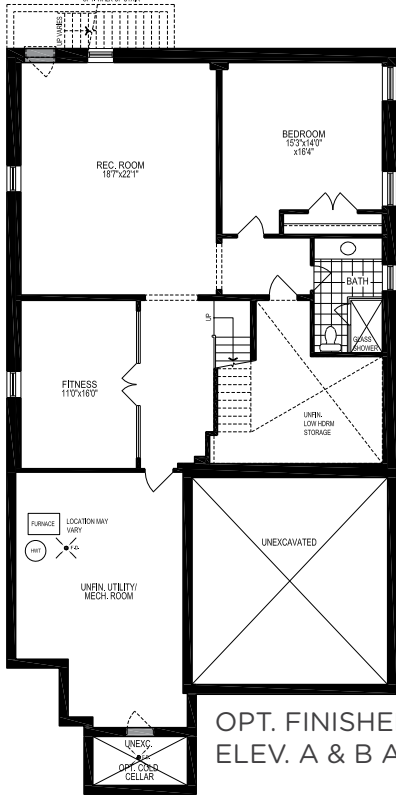 UP VARIES
REC. ROOM
18'7"x22'1"
BEDROOM
15'3"x14'0"
x16'4"
BATH
GLASS
SHOWER
UP
FITNESS
11'0"x16'0"
UNFIN.
LOW HDRM
STORAGE
FURNACE
LOCATION MAY
VARY
HWT
F.D.
UNFIN. UTILITY/
MECH. ROOM
UNEXCAVATED
UNEXC.
OPT. COLD
CELLAR
OPT. FINISHE
ELEV. A & B A